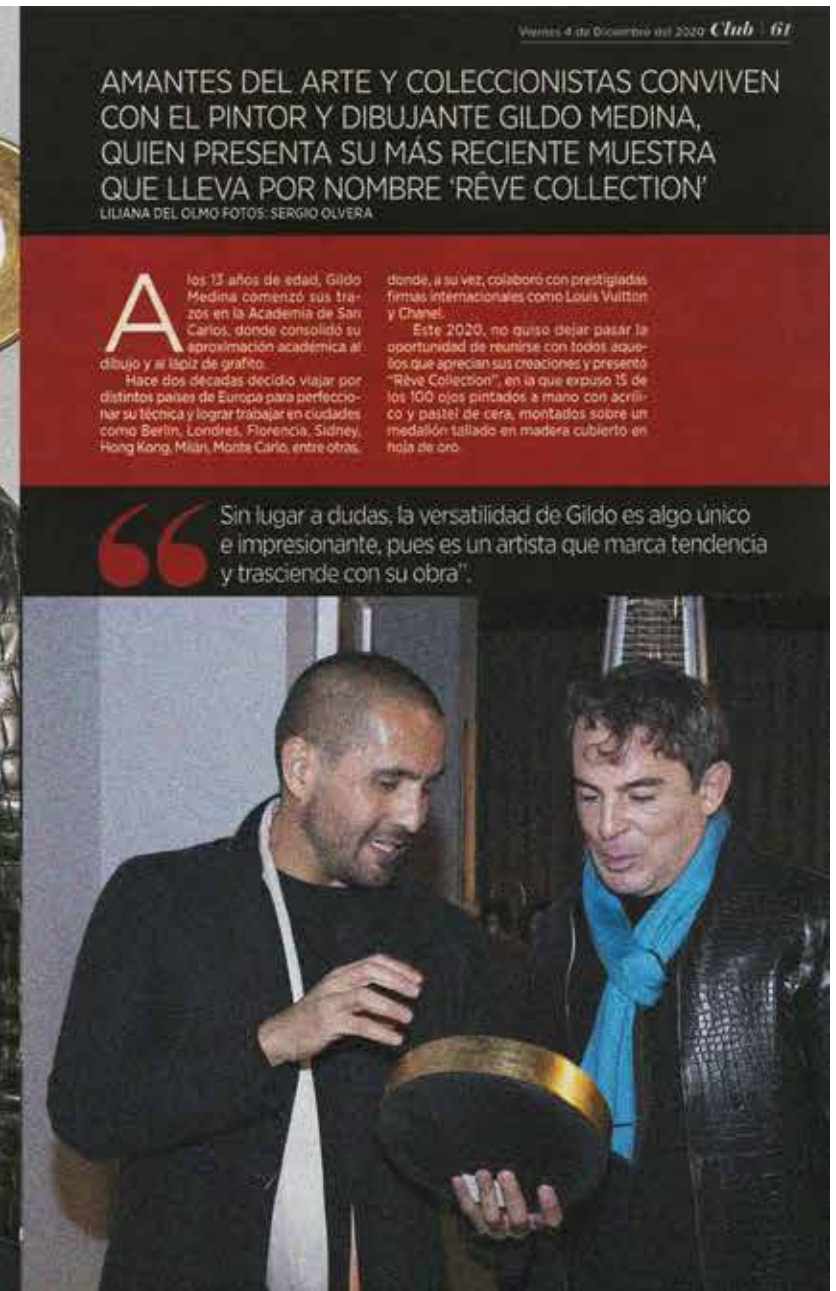 Viernes 4 de Diciembre del 2020 Club | 61
AMANTES DEL ARTE Y COLECCIONISTAS CONVIVEN
CON EL PINTOR Y DIBUJANTE GILDO MEDINA,
QUIEN PRESENTA SU MÁS RECIENTE MUESTRA
QUE LLEVA POR NOMBRE ‘RÊVE COLLECTION’
LILIANA DEL OLMO FOTOS: SERGIO OLVERA
A los 13 años de edad, Gildo
Medina comenzó sus tra-
zos en la Academia de San
Carlos, donde consolidó su
aproximación académica al
dibujo y al lápiz de grafito.
Hace dos décadas decidió viajar por
distintos países de Europa para perfeccio-
nar su técnica y lograr trabajar en ciudades
como Berlín, Londres, Florencia, Sidney,
Hong Kong, Milán, Monte Carlo, entre otras,
donde, a su vez, colaboró con prestigiadas
firmas internacionales como Louis Vuitton
y Chanel.
Este 2020, no quiso dejar pasar la
oportunidad de reunirse con todos aque-
llos que aprecian sus creaciones y presentó
“Rêve Collection”, en la que expuso 15 de
los 100 ojos pintados a mano con acríli-
co y pastel de cera, montados sobre un
medallón tallado en madera cubierto en
hoja de oro.
“Sin lugar a dudas, la versatilidad de Gildo es algo único
e impresionante, pues es un artista que marca tendencia
y trasciende con su obra”.